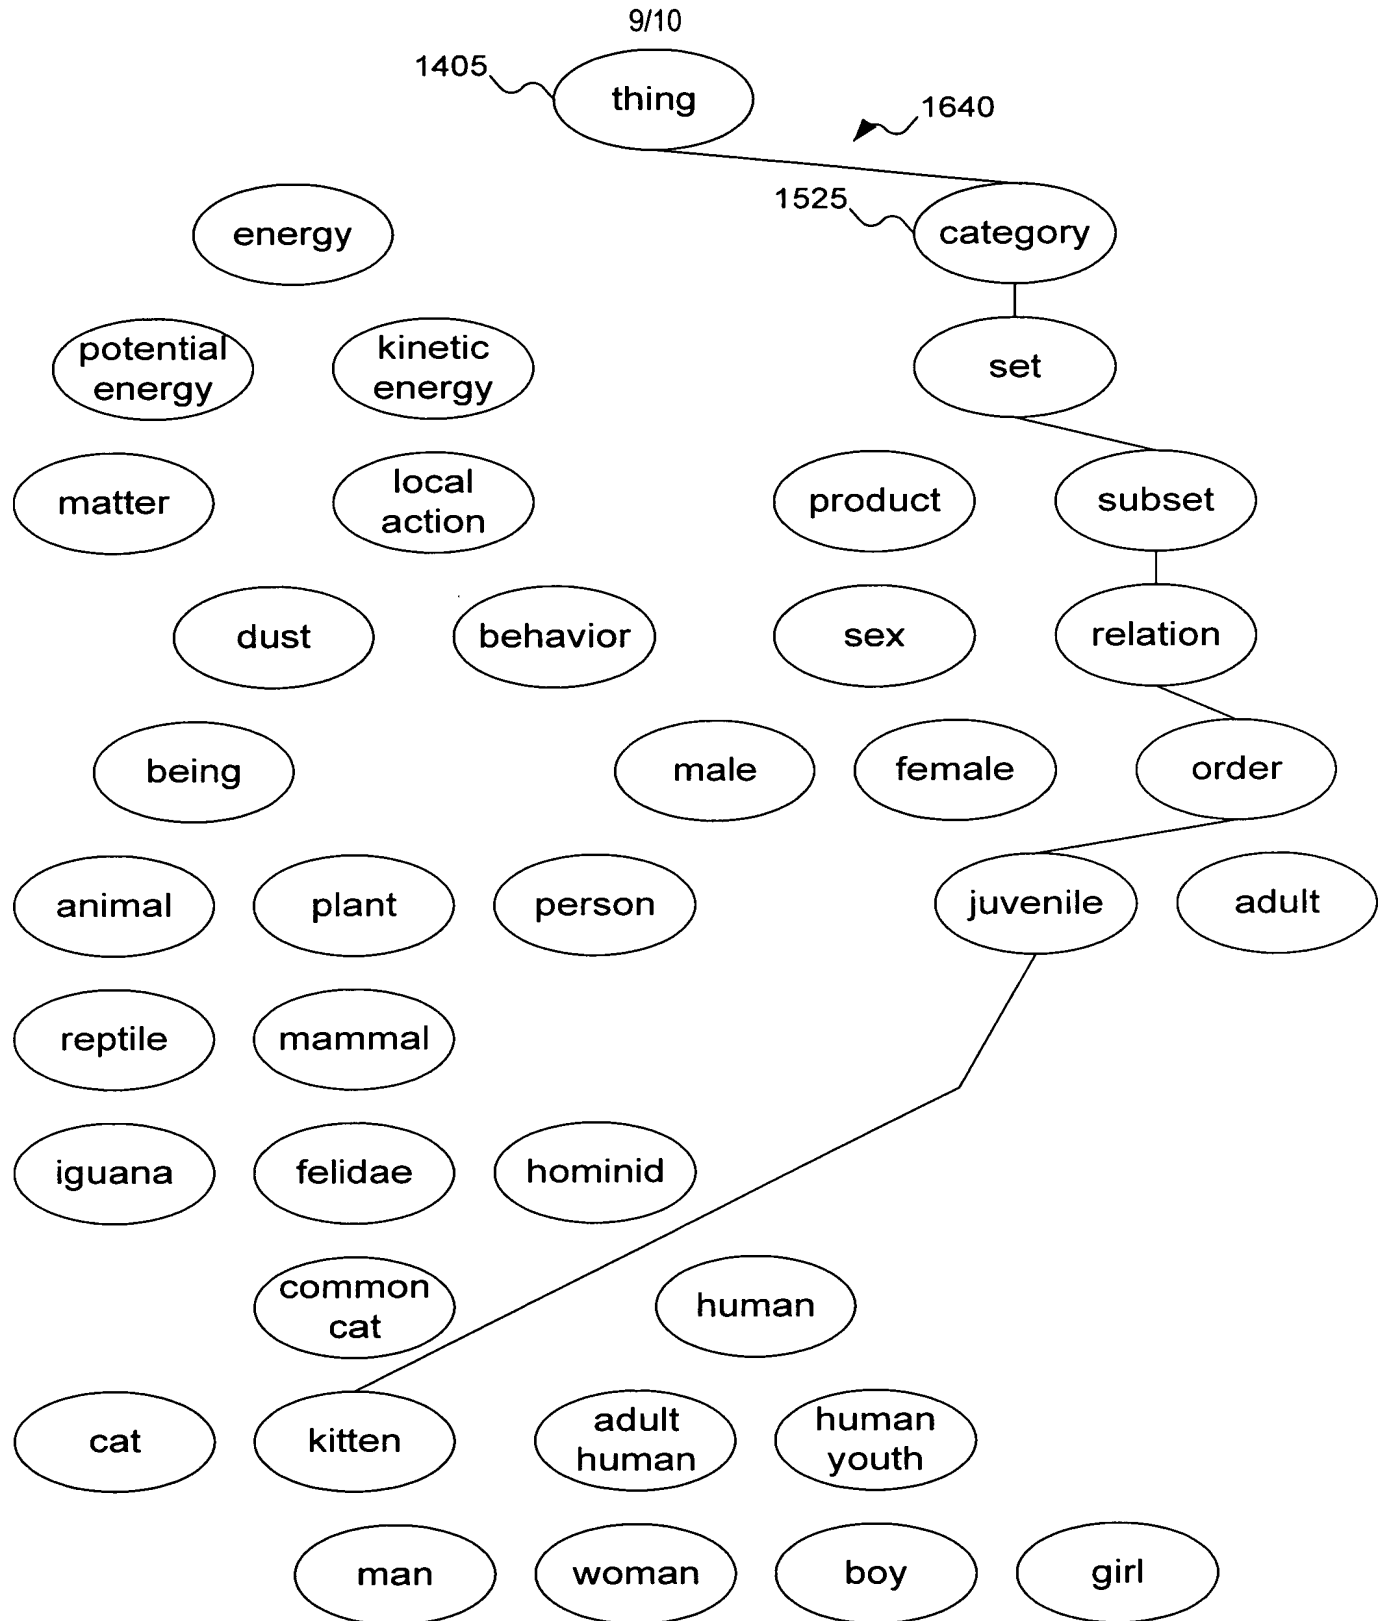 9/10
1405
thing
1640
1525
energy
category
potential
energy
kinetic
energy
set
matter
local
action
product
subset
dust
behavior
sex
relation
being
male
female
order
animal
plant
person
juvenile
adult
reptile
mammal
iguana
felidae
hominid
common
cat
human
cat
kitten
adult
human
human
youth
man
woman
boy
girl